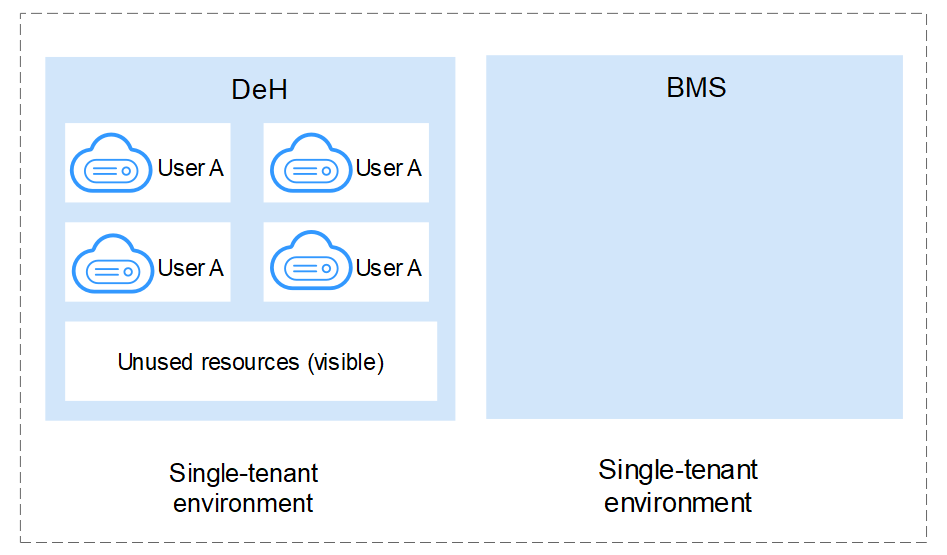 DeH
User A
User A
User A
User A
Unused resources (visible)
Single-tenant
environment
BMS
Single-tenant
environment